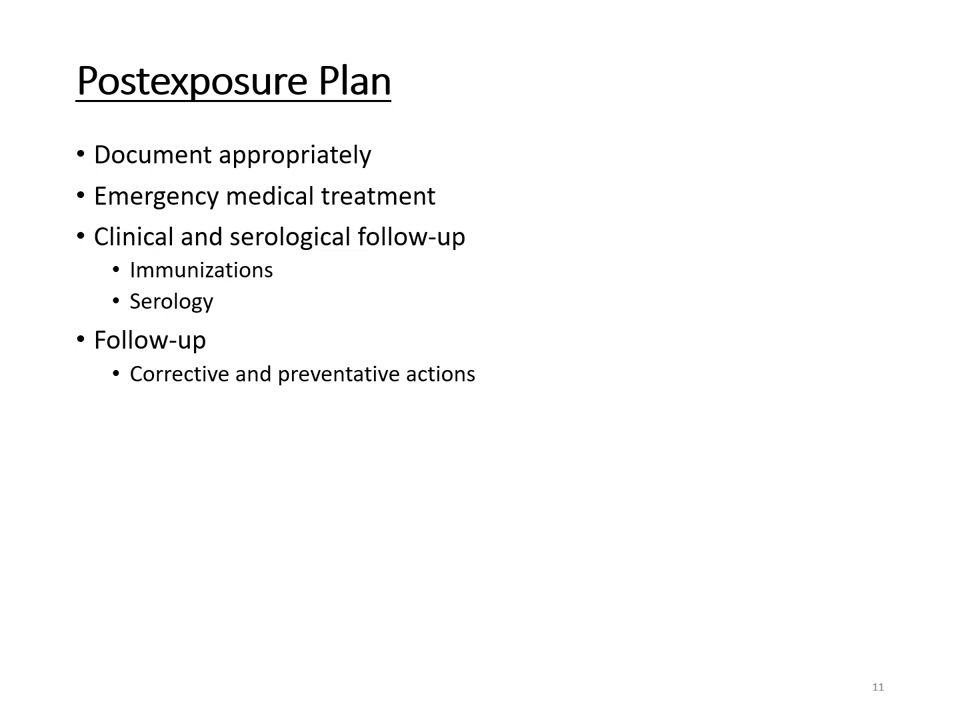 Postexposure Plan
• Document appropriately
• Emergency medical treatment
• Clinical and serological follow-up
• Immunizations
• Serology
• Follow-up
• Corrective and preventative actions
11